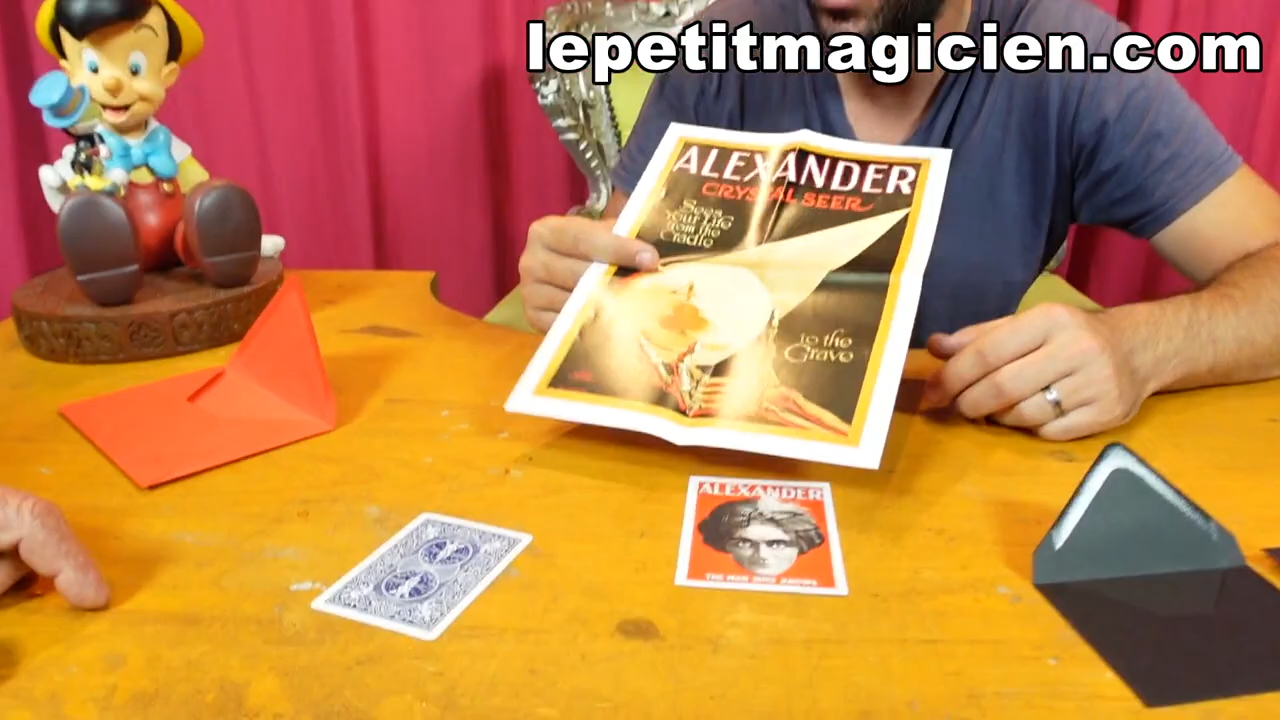 lepetitmagicien.com
ALEXANDER
CRYSTAL SEER
Sees
Your Life
from the
Cradle
to the
Grave
ALEXANDER
THE MAN WHO KNOWS